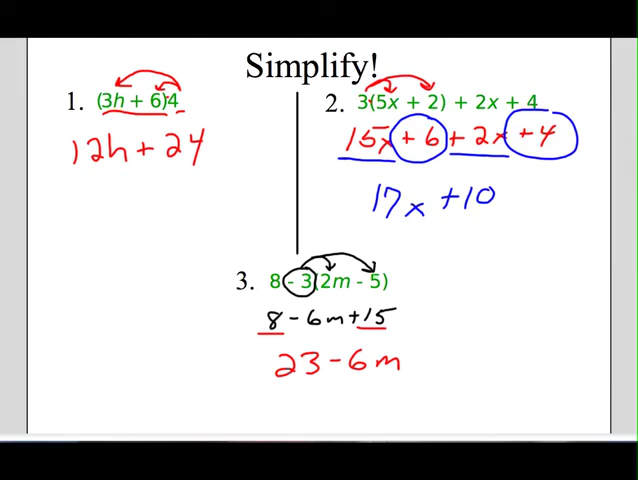 Simplify!
1. (3h + 6)4
12h + 24
2. 3(5x + 2) + 2x + 4
15x + 6 + 2x + 4
17x + 10
3. 8 - 3(2m - 5)
8 - 6m + 15
23 - 6m